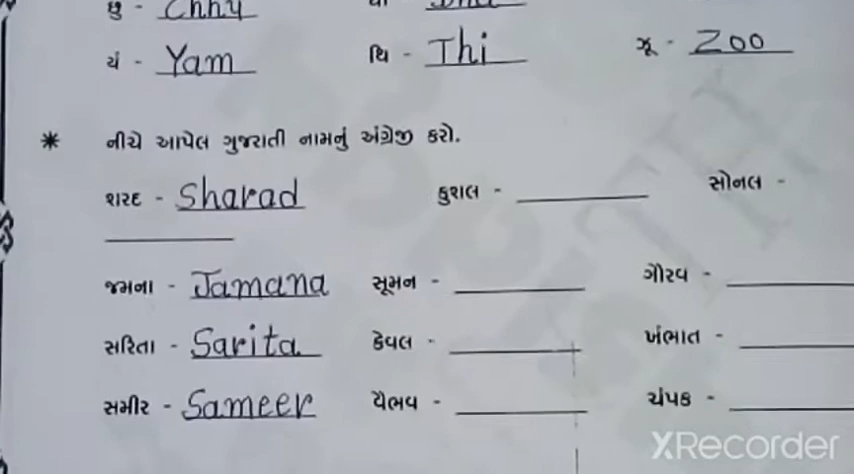 છુ - Chhu
યં - Yam થિ - Thi ઝૂ - Zoo
* નીચે આપેલ ગુજરાતી નામનું અંગ્રેજી કરો.
શરદ - Sharad કુશલ - સોનલ -
જમના - Jamana સૂમન - ગૌરવ -
સરિતા - Sarita કેવલ - ખંભાત -
સમીર - Sameer વૈભવ - ચંપક -
XRecorder